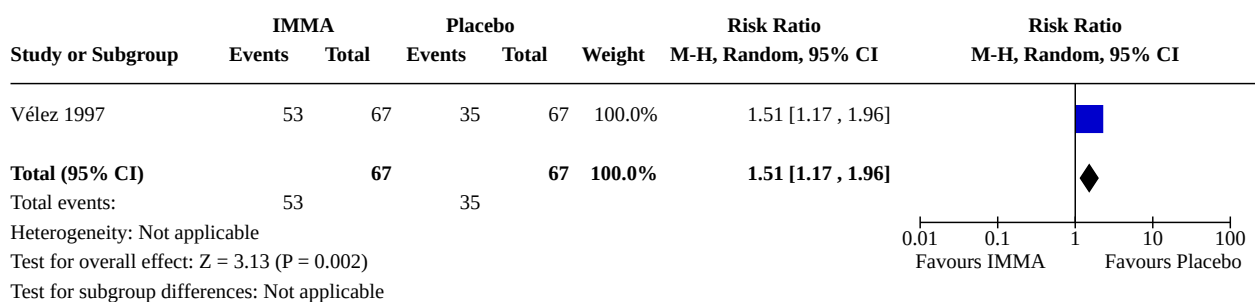 IMMA Placebo Risk Ratio Risk Ratio
Study or Subgroup Events Total Events Total Weight M-H, Random, 95% CI M-H, Random, 95% CI
Vélez 1997 53 67 35 67 100.0% 1.51 [1.17 , 1.96]
Total (95% CI) 67 67 100.0% 1.51 [1.17 , 1.96]
Total events: 53 35
Heterogeneity: Not applicable 0.01 0.1 1 10 100
Test for overall effect: Z = 3.13 (P = 0.002) Favours IMMA Favours Placebo
Test for subgroup differences: Not applicable